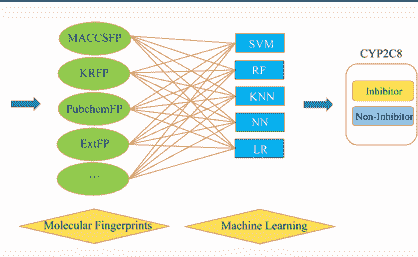 MACCSFP
KRFP
PubchemFP
ExtFP
...
SVM
RF
KNN
NN
LR
CYP2C8
Inhibitor
Non-Inhibitor
Molecular Fingerprints
Machine Learning